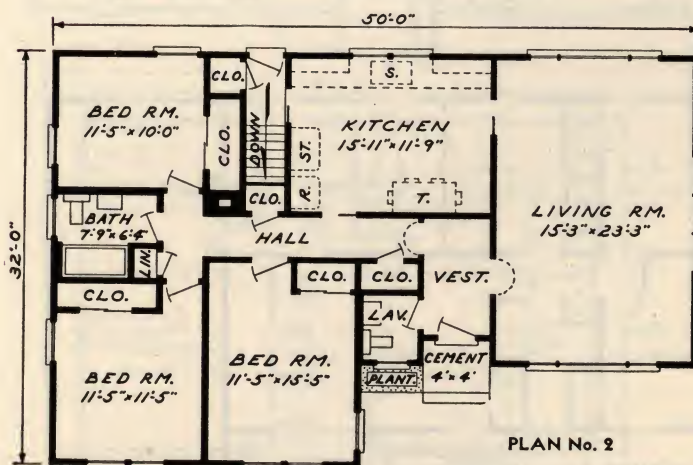 50'-0"
32'-0"
BED RM.
11'-5" x 10'-0"
CLO.
CLO.
DOWN
CLO.
S.
ST.
R.
T.
KITCHEN
15'-11" x 11'-9"
LIVING RM.
15'-3" x 23'-3"
BATH
7'-9" x 6'-4"
LIN.
HALL
CLO.
CLO.
CLO.
VEST.
LAV.
CEMENT
4' x 4'
PLANT.
BED RM.
11'-5" x 11'-5"
BED RM.
11'-5" x 15'-5"
PLAN No. 2